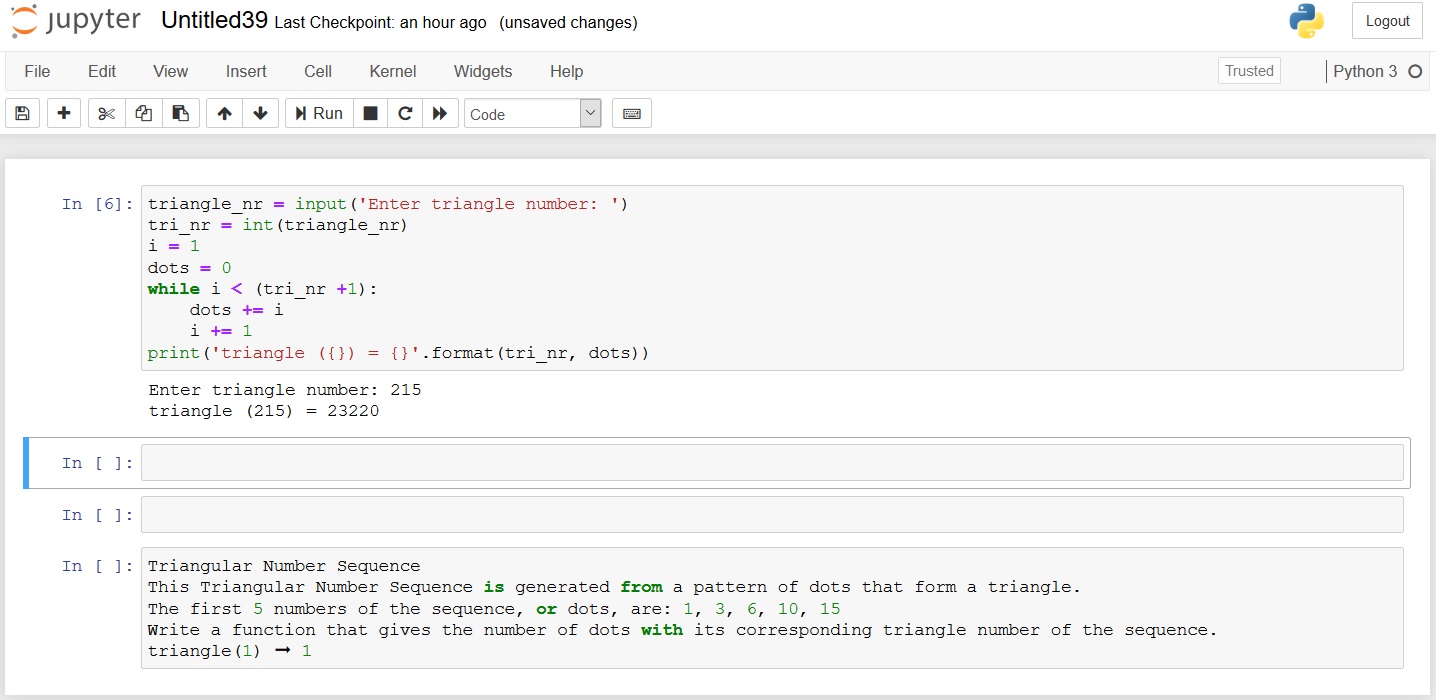 jupyter Untitled39 Last Checkpoint: an hour ago (unsaved changes) Logout
File Edit View Insert Cell Kernel Widgets Help Trusted Python 3
Run Code
In [6]: triangle_nr = input('Enter triangle number: ')
tri_nr = int(triangle_nr)
i = 1
dots = 0
while i < (tri_nr +1):
    dots += i
    i += 1
print('triangle ({}) = {}'.format(tri_nr, dots))
Enter triangle number: 215
triangle (215) = 23220
In [ ]:
In [ ]:
In [ ]: Triangular Number Sequence
This Triangular Number Sequence is generated from a pattern of dots that form a triangle.
The first 5 numbers of the sequence, or dots, are: 1, 3, 6, 10, 15
Write a function that gives the number of dots with its corresponding triangle number of the sequence.
triangle(1) ➞ 1